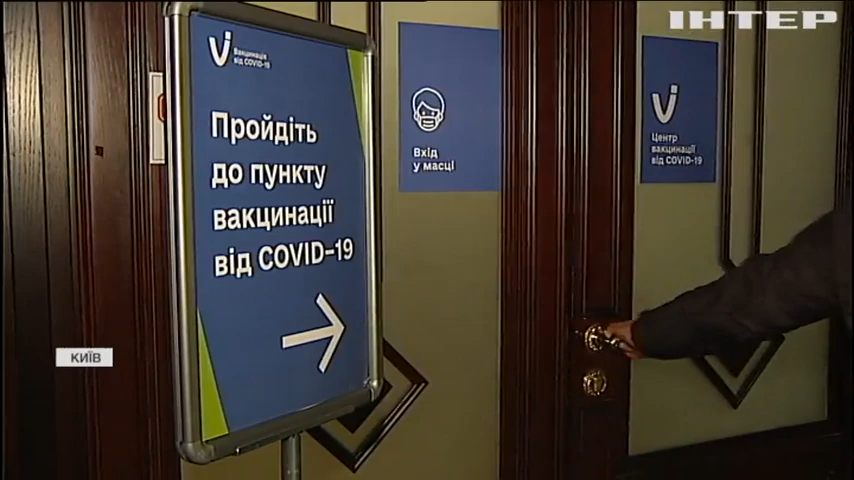 ІНТЕР
Вакцинація
від COVID-19
Пройдіть
до пункту
вакцинації
від COVID-19
Вхід
у масці
Центр
вакцинації
від COVID-19
КИЇВ